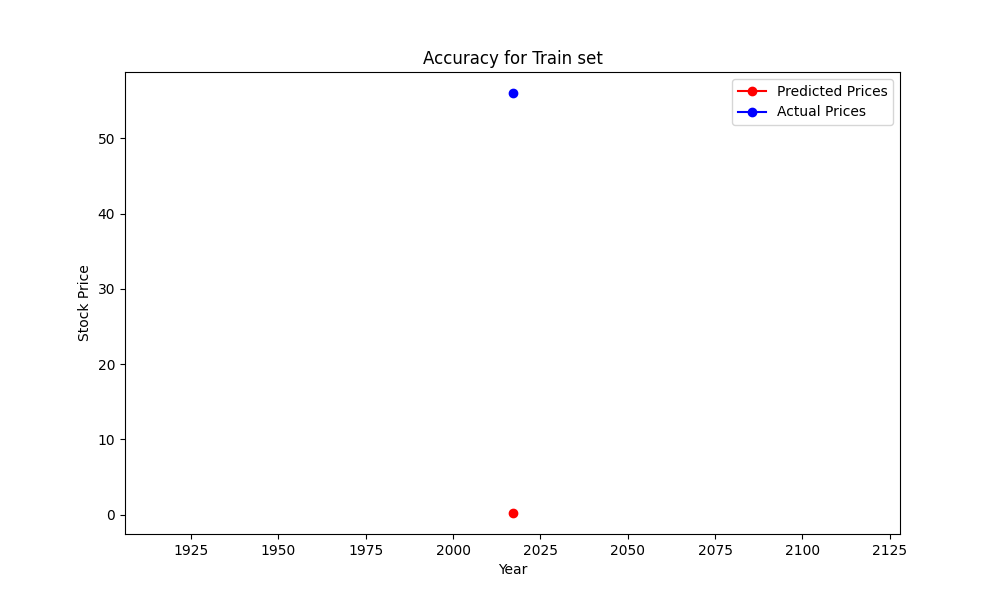 Accuracy for Train set
Predicted Prices
Actual Prices
Stock Price
50
40
30
20
10
0
1925 1950 1975 2000 2025 2050 2075 2100 2125
Year